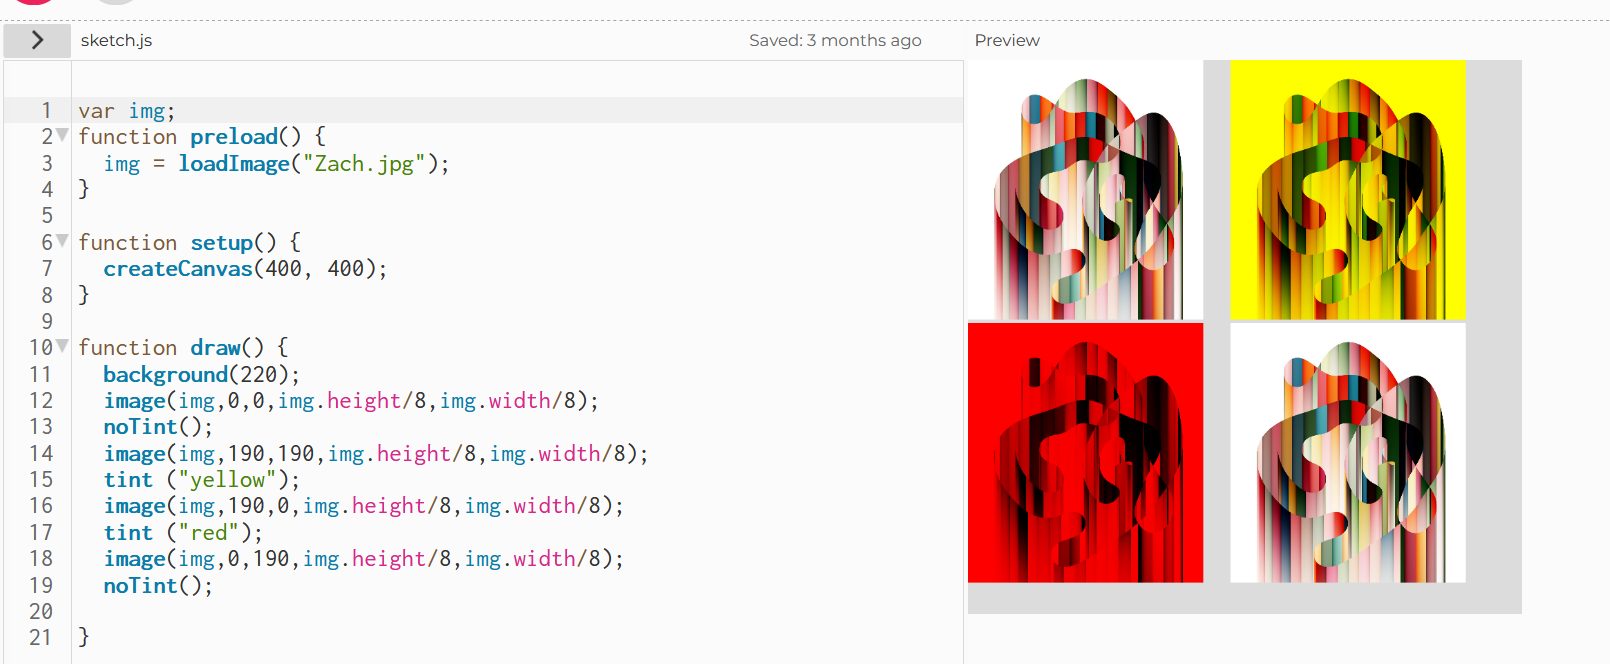 sketch.js
Saved: 3 months ago
Preview
1 var img;
2 function preload() {
3 img = loadImage("Zach.jpg");
4 }
5
6 function setup() {
7 createCanvas(400, 400);
8 }
9
10 function draw() {
11 background(220);
12 image(img,0,0,img.height/8,img.width/8);
13 noTint();
14 image(img,190,190,img.height/8,img.width/8);
15 tint ("yellow");
16 image(img,190,0,img.height/8,img.width/8);
17 tint ("red");
18 image(img,0,190,img.height/8,img.width/8);
19 noTint();
20
21 }